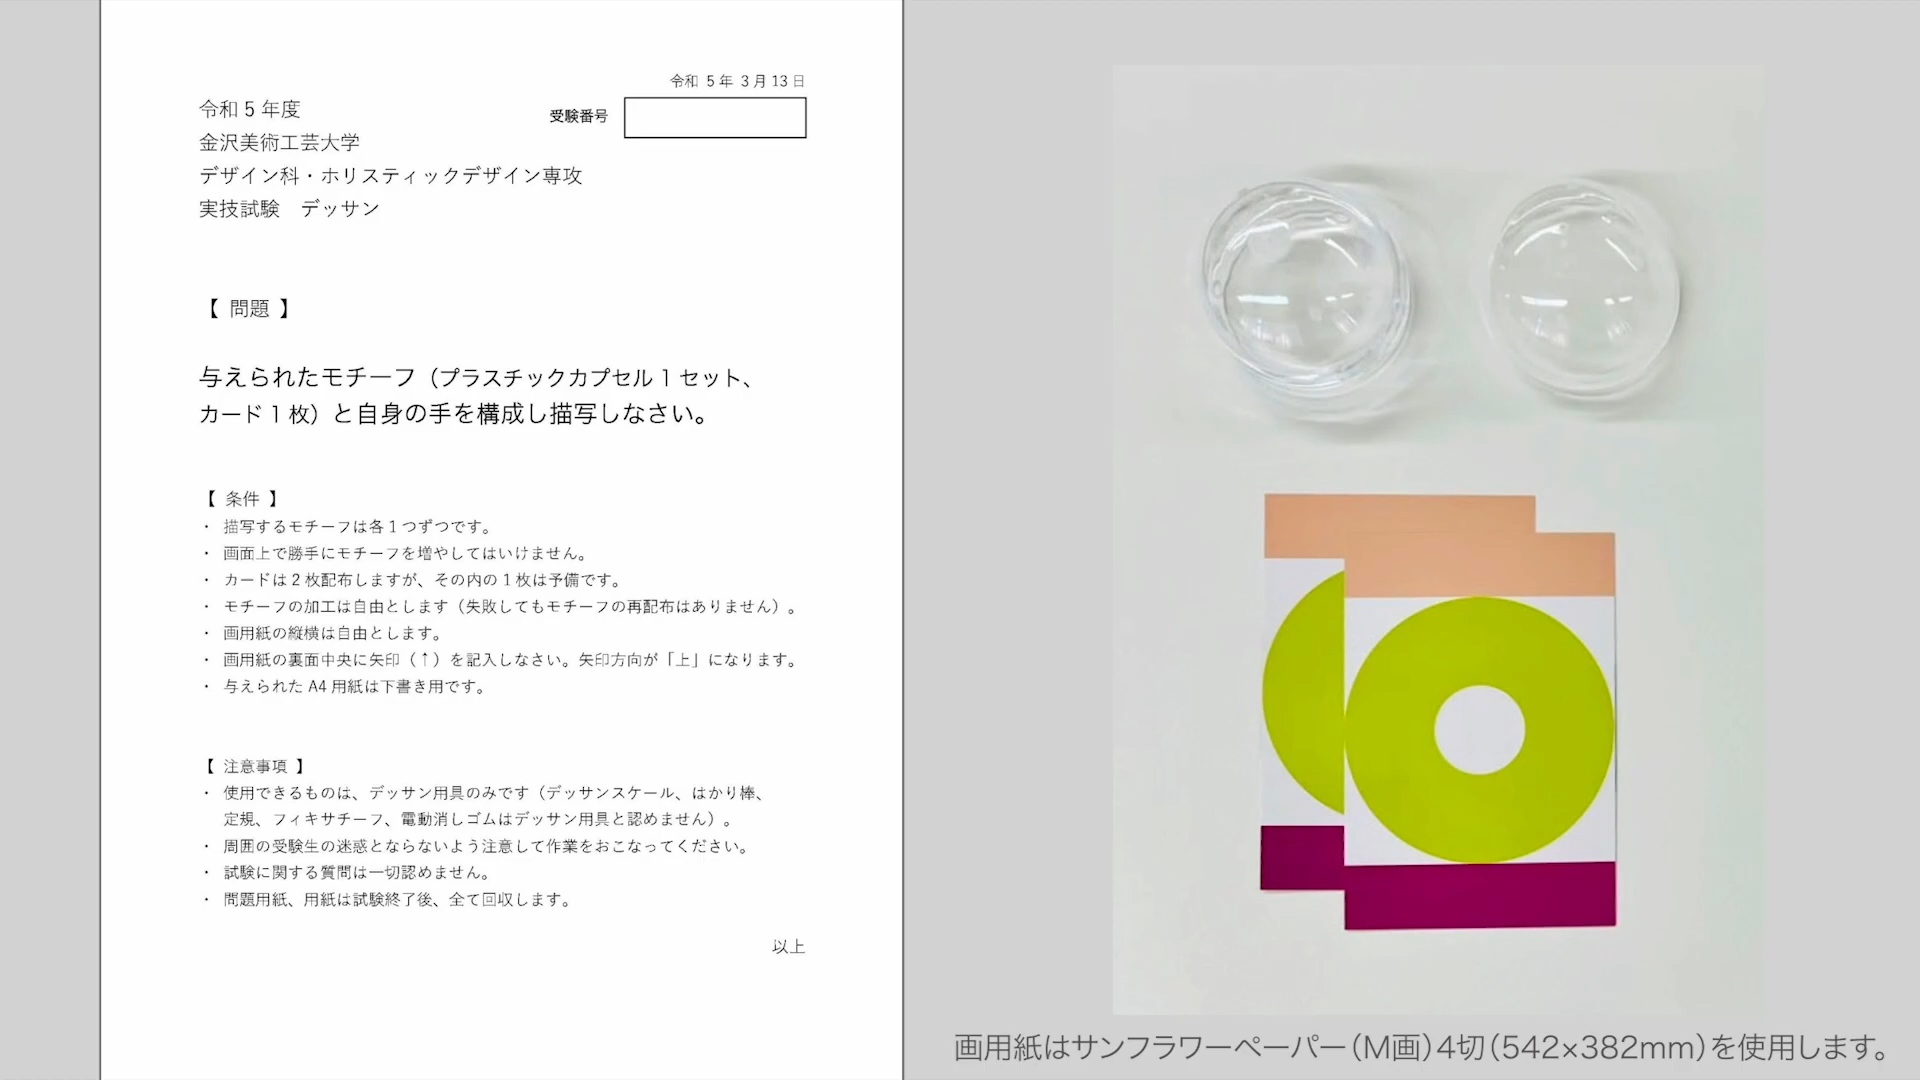 令和 5 年 3 月 13 日
令和 5 年度
受験番号
金沢美術工芸大学
デザイン科・ホリスティックデザイン専攻
実技試験　デッサン
【 問題 】
与えられたモチーフ（プラスチックカプセル 1 セット、
カード 1 枚）と自身の手を構成し描写しなさい。
【 条件 】
・ 描写するモチーフは各 1 つずつです。
・ 画面上で勝手にモチーフを増やしてはいけません。
・ カードは 2 枚配布しますが、その内の 1 枚は予備です。
・ モチーフの加工は自由とします（失敗してもモチーフの再配布はありません）。
・ 画用紙の縦横は自由とします。
・ 画用紙の裏面中央に矢印（↑）を記入しなさい。矢印方向が「上」になります。
・ 与えられた A4 用紙は下書き用です。
【 注意事項 】
・ 使用できるものは、デッサン用具のみです（デッサンスケール、はかり棒、
定規、フィキサチーフ、電動消しゴムはデッサン用具と認めません）。
・ 周囲の受験生の迷惑とならないよう注意して作業をおこなってください。
・ 試験に関する質問は一切認めません。
・ 問題用紙、用紙は試験終了後、全て回収します。
以上
画用紙はサンフラワーペーパー（M画）4切（542×382mm）を使用します。